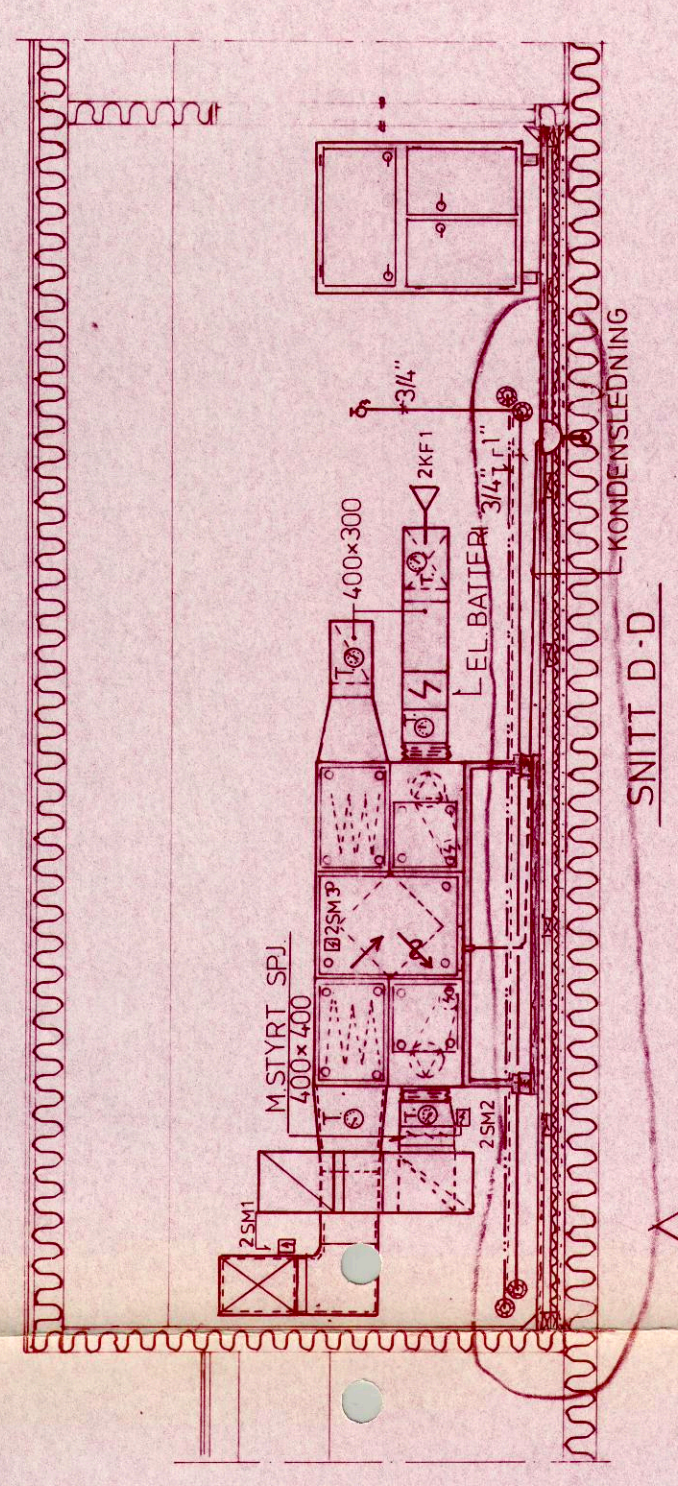 3/4"
2KF1
400×300
3/4" 1"
KONDENSLEDNING
EL. BATTERI
T
T
T
SNITT D-D
2SM3
M.STYRT SPJ.
400×400
T
T
2SM2
2SM1